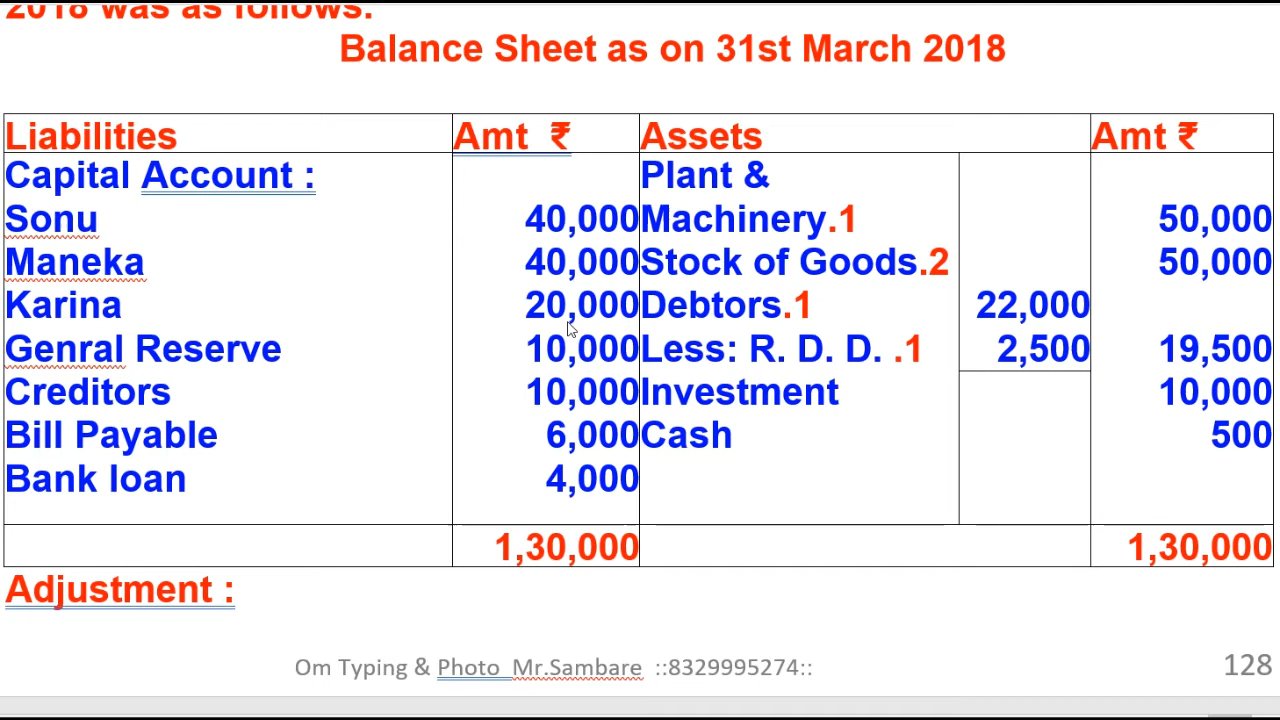 2018 was as follows.
Balance Sheet as on 31st March 2018
Liabilities Amt ₹ Assets Amt ₹
Capital Account : Plant &
Sonu 40,000 Machinery.1 50,000
Maneka 40,000 Stock of Goods.2 50,000
Karina 20,000 Debtors.1 22,000
Genral Reserve 10,000 Less: R. D. D. .1 2,500 19,500
Creditors 10,000 Investment 10,000
Bill Payable 6,000 Cash 500
Bank loan 4,000
1,30,000 1,30,000
Adjustment :
Om Typing & Photo Mr.Sambare ::8329995274:: 128